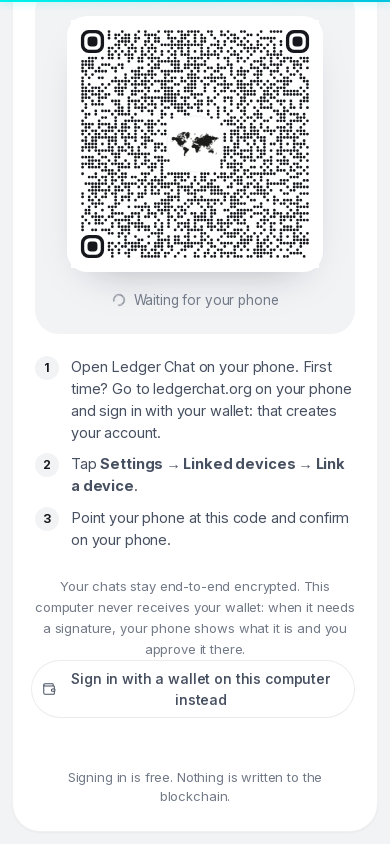 Waiting for your phone
1 Open Ledger Chat on your phone. First
time? Go to ledgerchat.org on your phone
and sign in with your wallet: that creates
your account.
2 Tap Settings → Linked devices → Link
a device.
3 Point your phone at this code and confirm
on your phone.
Your chats stay end-to-end encrypted. This
computer never receives your wallet: when it needs
a signature, your phone shows what it is and you
approve it there.
Sign in with a wallet on this computer
instead
Signing in is free. Nothing is written to the
blockchain.